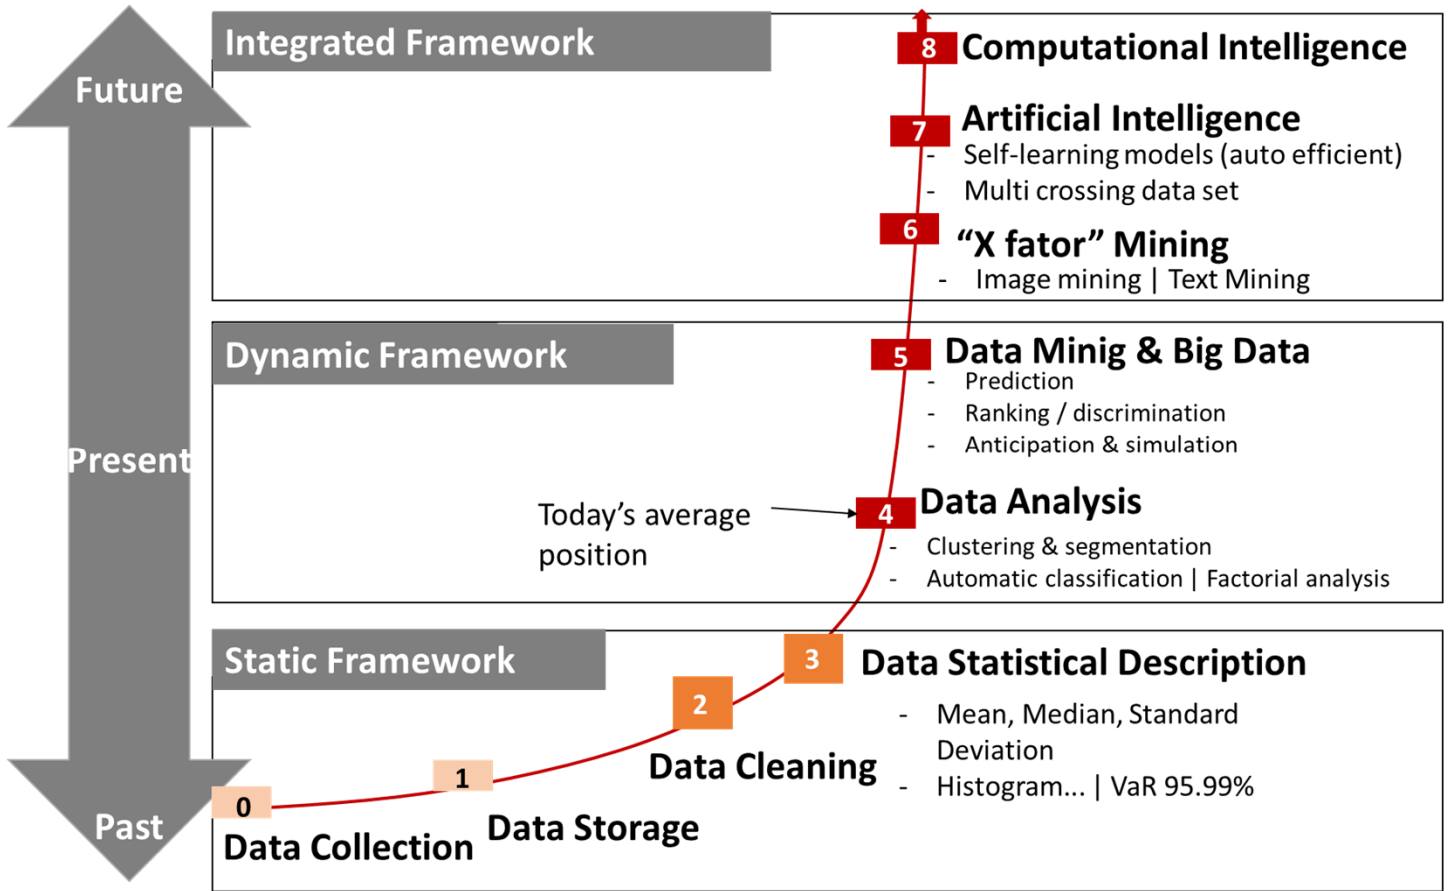 Future
Present
Past
Integrated Framework
8 Computational Intelligence
7 Artificial Intelligence
- Self-learning models (auto efficient)
- Multi crossing data set
6 “X fator” Mining
- Image mining | Text Mining
Dynamic Framework
5 Data Minig & Big Data
- Prediction
- Ranking / discrimination
- Anticipation & simulation
Today’s average
position
4 Data Analysis
- Clustering & segmentation
- Automatic classification | Factorial analysis
Static Framework
3 Data Statistical Description
- Mean, Median, Standard
Deviation
- Histogram... | VaR 95.99%
2
Data Cleaning
1
Data Storage
0
Data Collection